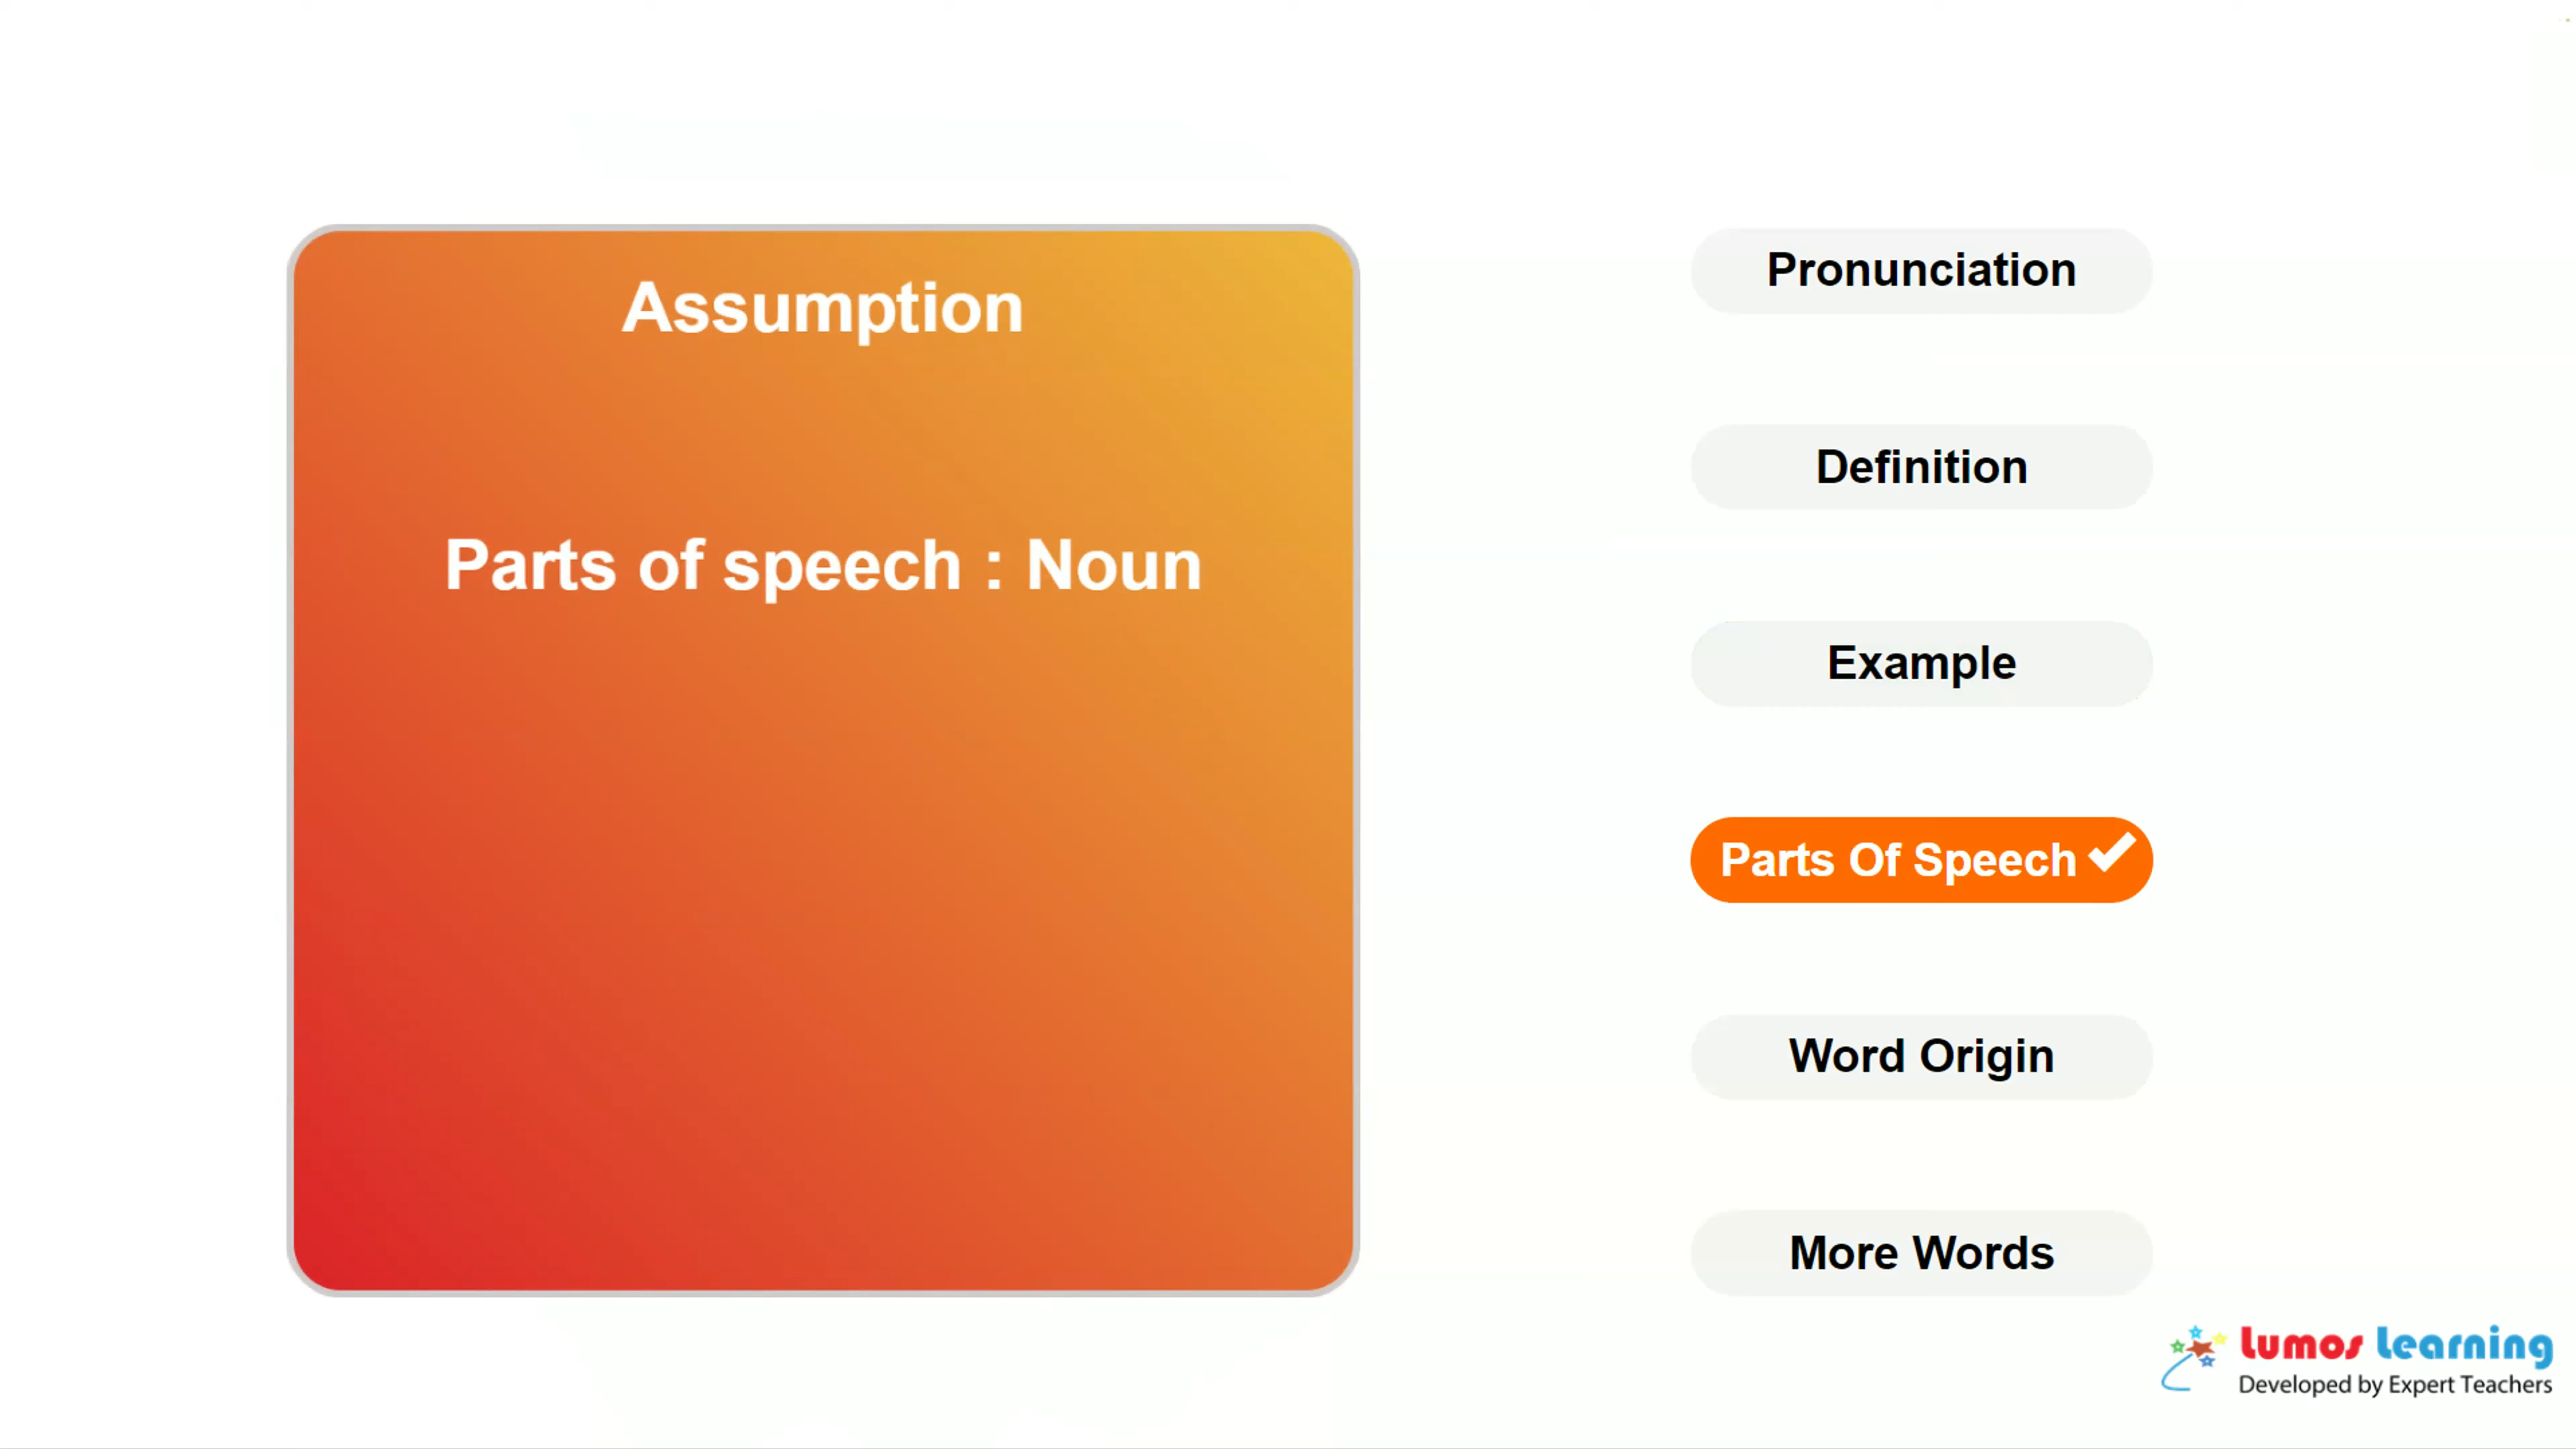 Assumption
Parts of speech : Noun
Pronunciation
Definition
Example
Parts Of Speech
Word Origin
More Words
Lumos Learning
Developed by Expert Teachers